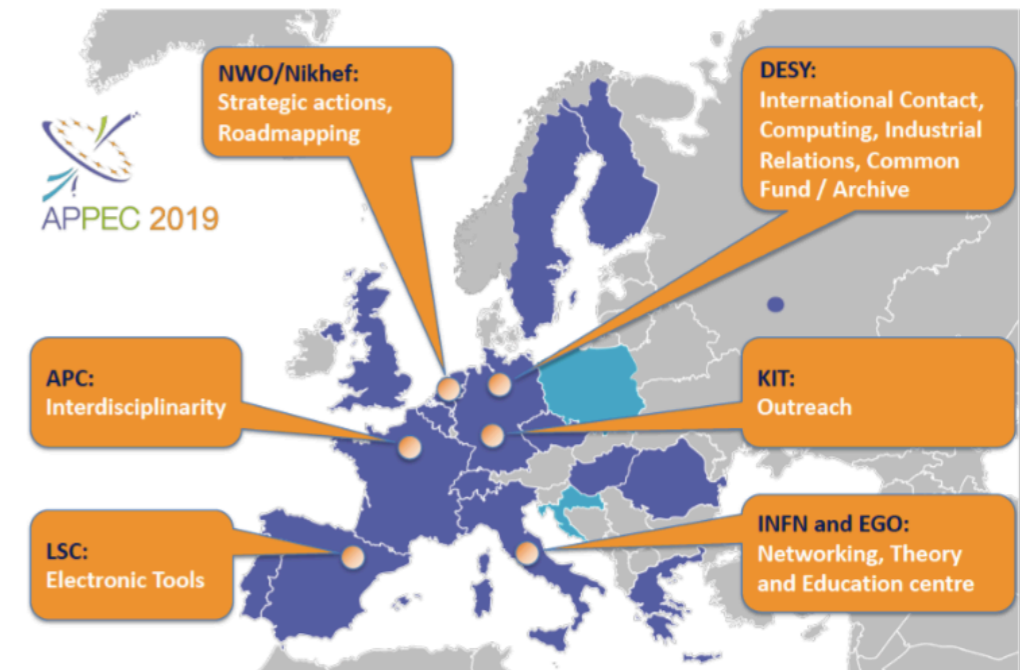 NWO/Nikhef:
Strategic actions,
Roadmapping
DESY:
International Contact,
Computing, Industrial
Relations, Common
Fund / Archive
APPEC 2019
APC:
Interdisciplinarity
KIT:
Outreach
LSC:
Electronic Tools
INFN and EGO:
Networking, Theory
and Education centre